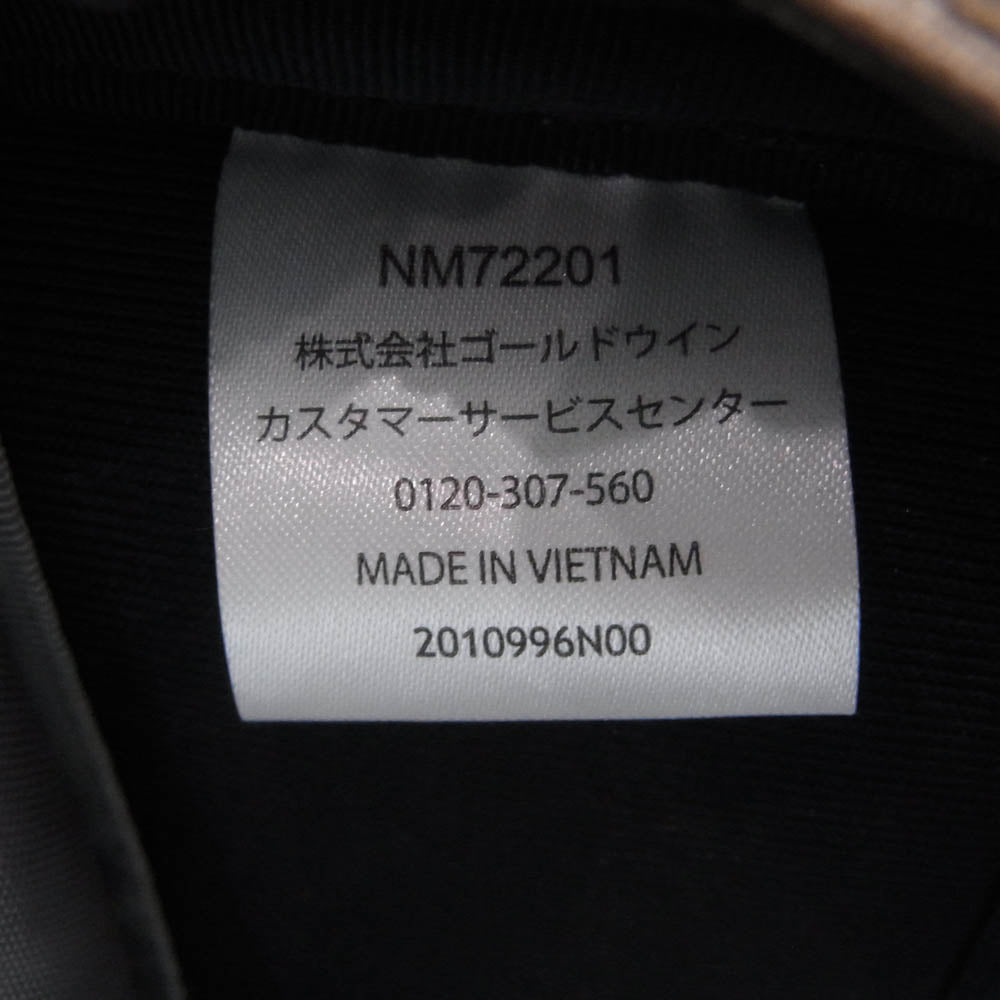 NM72201
株式会社ゴールドウイン
カスタマーサービスセンター
0120-307-560
MADE IN VIETNAM
2010996N00